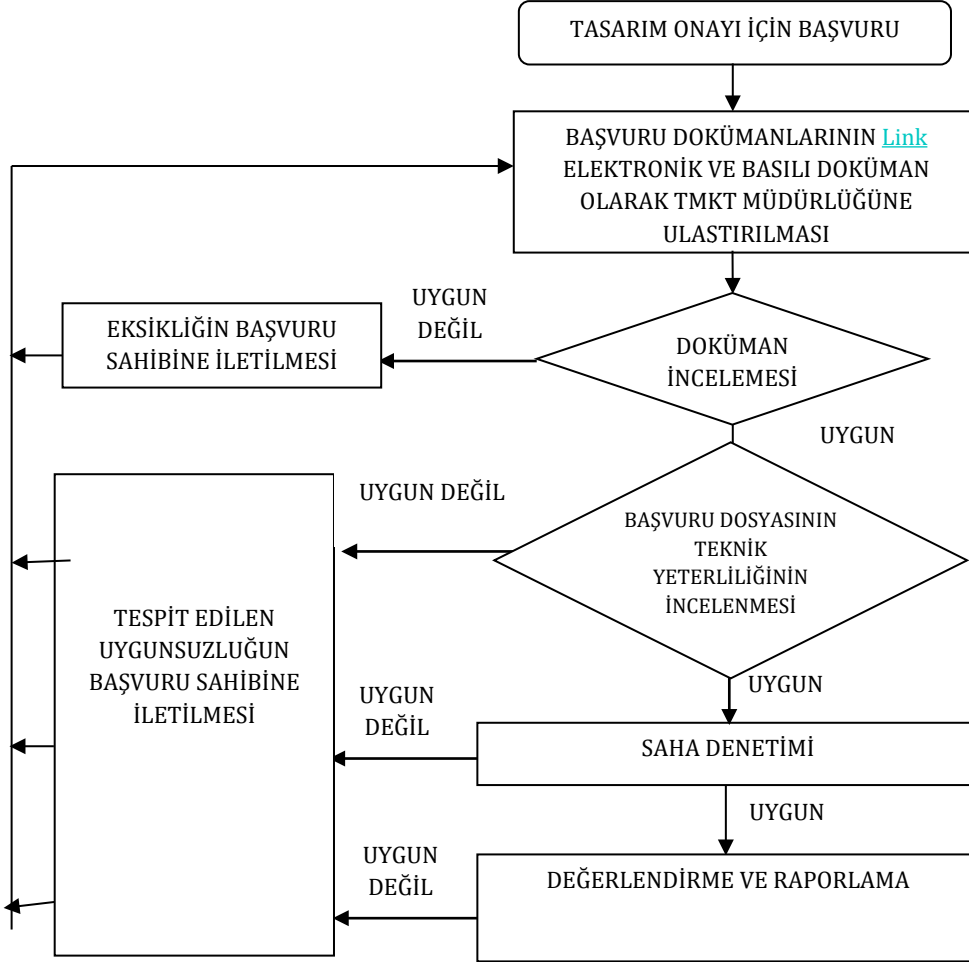 TASARIM ONAYI İÇİN BAŞVURU
BAŞVURU DOKÜMANLARININ Link
ELEKTRONİK VE BASILI DOKÜMAN
OLARAK TMKT MÜDÜRLÜĞÜNE
ULASTIRILMASI
UYGUN
DEĞİL
EKSİKLİĞİN BAŞVURU
SAHİBİNE İLETİLMESİ
DOKÜMAN
İNCELEMESİ
UYGUN
UYGUN DEĞİL
BAŞVURU DOSYASININ
TEKNİK
YETERLİLİĞİNİN
İNCELENMESİ
TESPİT EDİLEN
UYGUNSUZLUĞUN
BAŞVURU SAHİBİNE
İLETİLMESİ
UYGUN
UYGUN
DEĞİL
SAHA DENETİMİ
UYGUN
UYGUN
DEĞİL
DEĞERLENDİRME VE RAPORLAMA